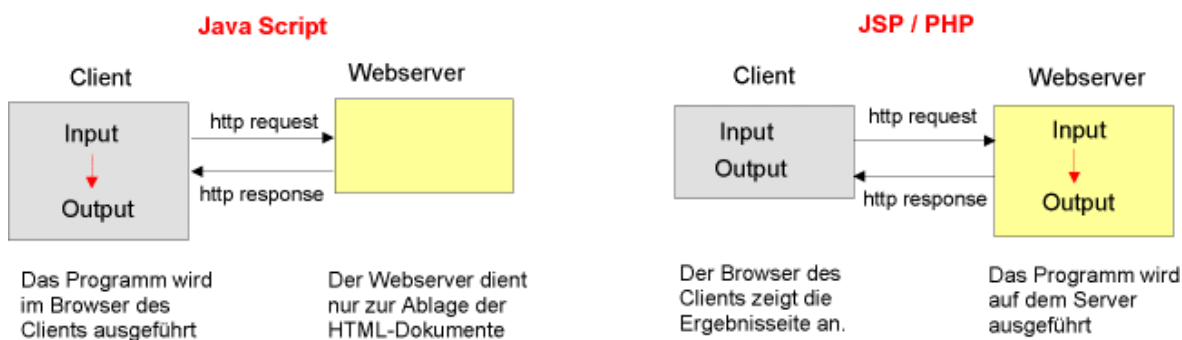 Java Script
Client
Webserver
Input
Output
http request
http response
Das Programm wird
im Browser des
Clients ausgeführt
Der Webserver dient
nur zur Ablage der
HTML-Dokumente
JSP / PHP
Client
Webserver
Input
Output
http request
http response
Input
Output
Der Browser des
Clients zeigt die
Ergebnisseite an.
Das Programm wird
auf dem Server
ausgeführt